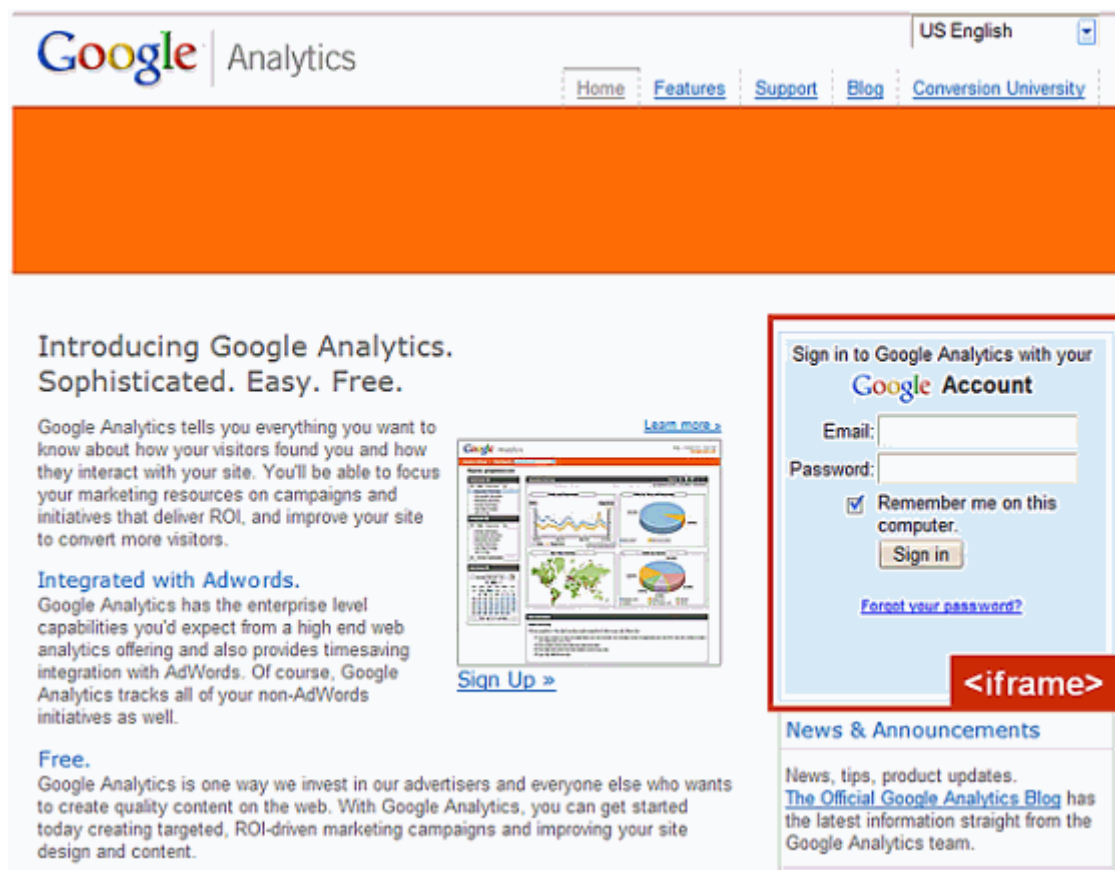 US English
Google Analytics
Home Features Support Blog Conversion University
Introducing Google Analytics.
Sophisticated. Easy. Free.
Google Analytics tells you everything you want to
know about how your visitors found you and how
they interact with your site. You'll be able to focus
your marketing resources on campaigns and
initiatives that deliver ROI, and improve your site
to convert more visitors.
Learn more »
Integrated with Adwords.
Google Analytics has the enterprise level
capabilities you'd expect from a high end web
analytics offering and also provides timesaving
integration with AdWords. Of course, Google
Analytics tracks all of your non-AdWords
initiatives as well.
Sign Up »
Free.
Google Analytics is one way we invest in our advertisers and everyone else who wants
to create quality content on the web. With Google Analytics, you can get started
today creating targeted, ROI-driven marketing campaigns and improving your site
design and content.
Sign in to Google Analytics with your
Google Account
Email:
Password:
Remember me on this
computer.
Sign in
Forgot your password?
<iframe>
News & Announcements
News, tips, product updates.
The Official Google Analytics Blog has
the latest information straight from the
Google Analytics team.